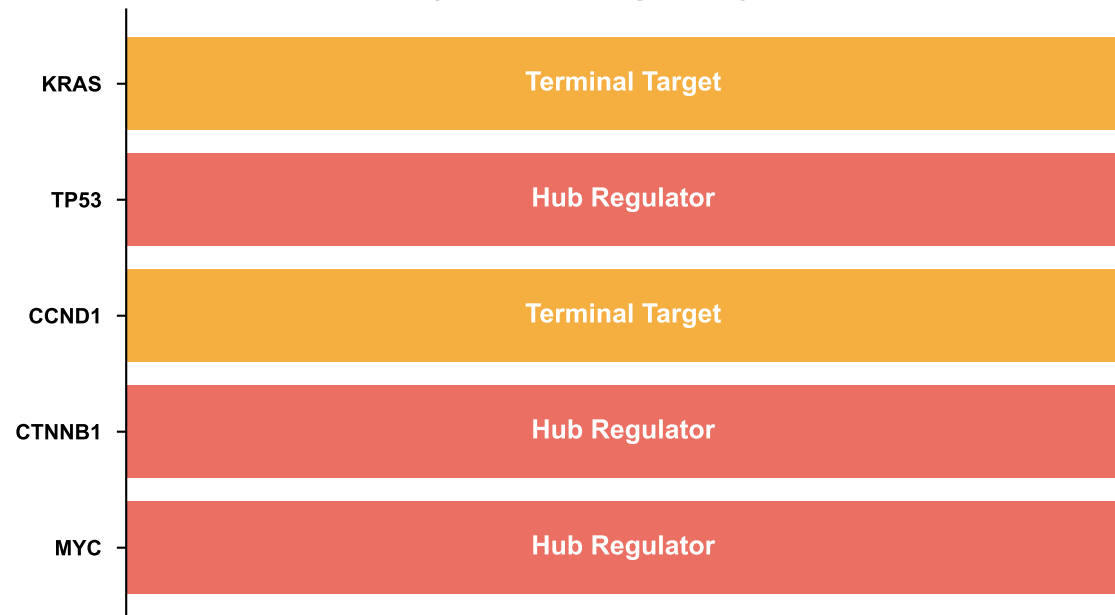 KRAS Terminal Target
TP53 Hub Regulator
CCND1 Terminal Target
CTNNB1 Hub Regulator
MYC Hub Regulator